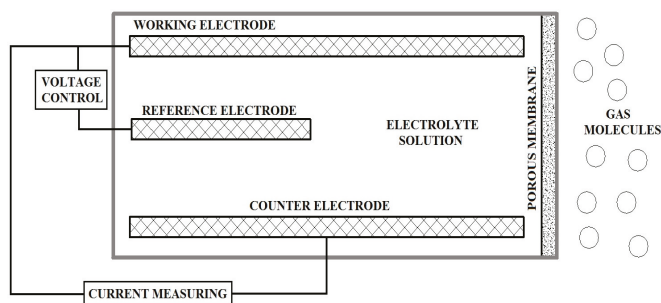 WORKING ELECTRODE
VOLTAGE
CONTROL
REFERENCE ELECTRODE
ELECTROLYTE
SOLUTION
POROUS MEMBRANE
GAS
MOLECULES
COUNTER ELECTRODE
CURRENT MEASURING